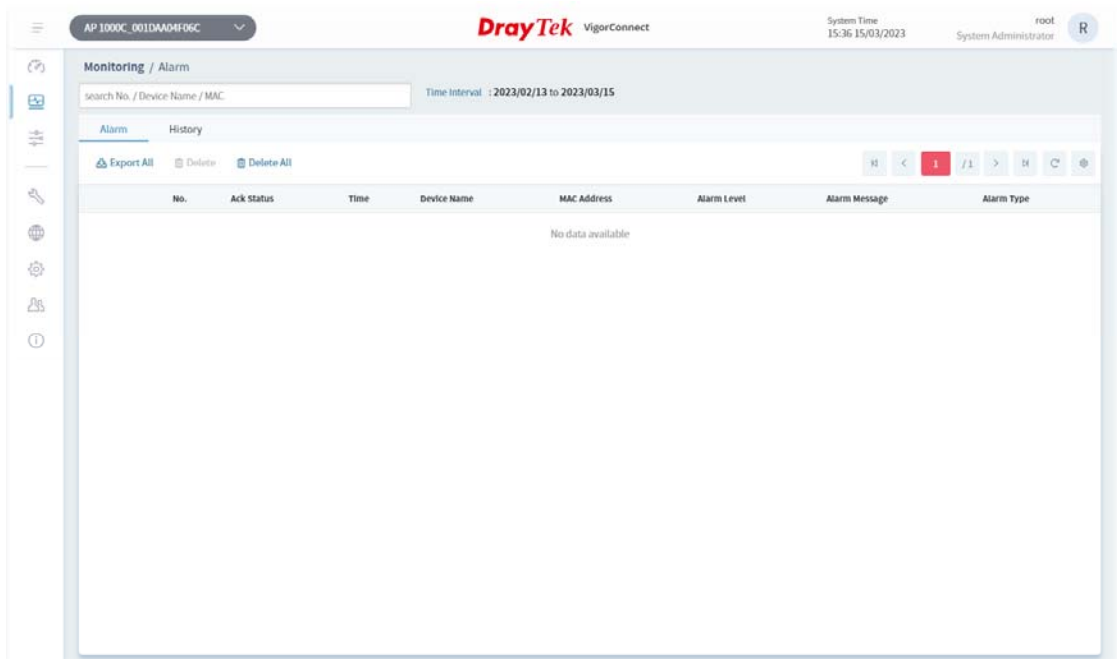 AP 1000C_001DAA04F06C
DrayTek VigorConnect
System Time
15:36 15/03/2023
root
System Administrator
R
Monitoring / Alarm
search No. / Device Name / MAC
Time Interval : 2023/02/13 to 2023/03/15
Alarm History
Export All Delete Delete All
1 /1
No. Ack Status Time Device Name MAC Address Alarm Level Alarm Message Alarm Type
No data available